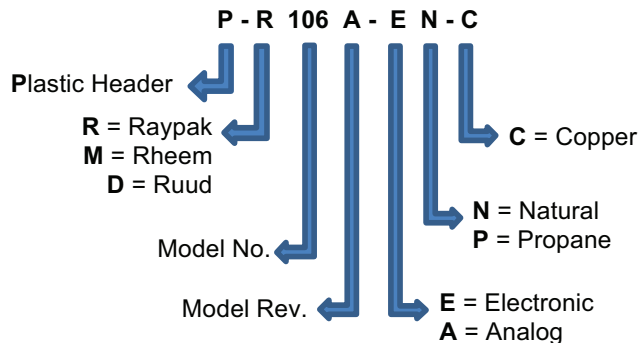 P - R 106 A - E N - C
Plastic Header
R = Raypak
M = Rheem
D = Ruud
C = Copper
N = Natural
P = Propane
Model No.
Model Rev.
E = Electronic
A = Analog